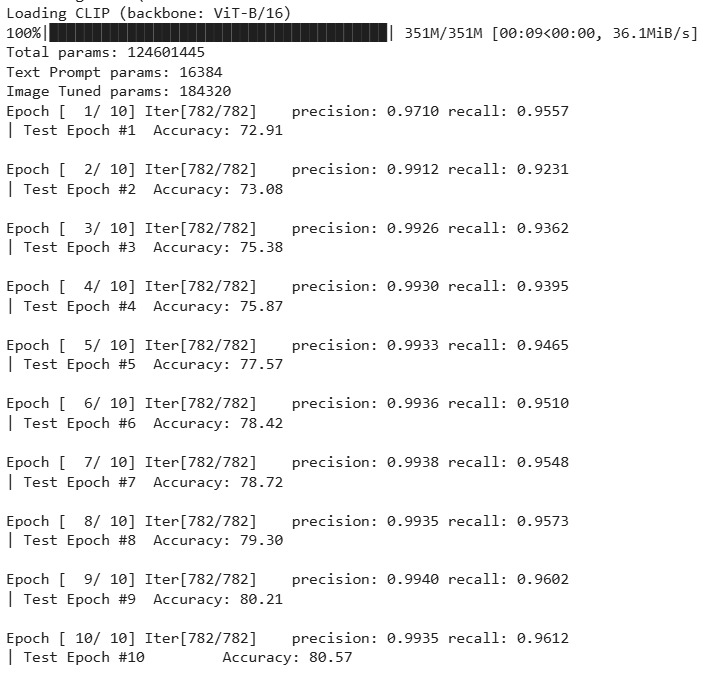 Loading CLIP (backbone: ViT-B/16)
100%|████████████████████████████████████████| 351M/351M [00:09<00:00, 36.1MiB/s]
Total params: 124601445
Text Prompt params: 16384
Image Tuned params: 184320
Epoch [  1/ 10] Iter[782/782]    precision: 0.9710 recall: 0.9557
| Test Epoch #1  Accuracy: 72.91
Epoch [  2/ 10] Iter[782/782]    precision: 0.9912 recall: 0.9231
| Test Epoch #2  Accuracy: 73.08
Epoch [  3/ 10] Iter[782/782]    precision: 0.9926 recall: 0.9362
| Test Epoch #3  Accuracy: 75.38
Epoch [  4/ 10] Iter[782/782]    precision: 0.9930 recall: 0.9395
| Test Epoch #4  Accuracy: 75.87
Epoch [  5/ 10] Iter[782/782]    precision: 0.9933 recall: 0.9465
| Test Epoch #5  Accuracy: 77.57
Epoch [  6/ 10] Iter[782/782]    precision: 0.9936 recall: 0.9510
| Test Epoch #6  Accuracy: 78.42
Epoch [  7/ 10] Iter[782/782]    precision: 0.9938 recall: 0.9548
| Test Epoch #7  Accuracy: 78.72
Epoch [  8/ 10] Iter[782/782]    precision: 0.9935 recall: 0.9573
| Test Epoch #8  Accuracy: 79.30
Epoch [  9/ 10] Iter[782/782]    precision: 0.9940 recall: 0.9602
| Test Epoch #9  Accuracy: 80.21
Epoch [ 10/ 10] Iter[782/782]    precision: 0.9935 recall: 0.9612
| Test Epoch #10         Accuracy: 80.57